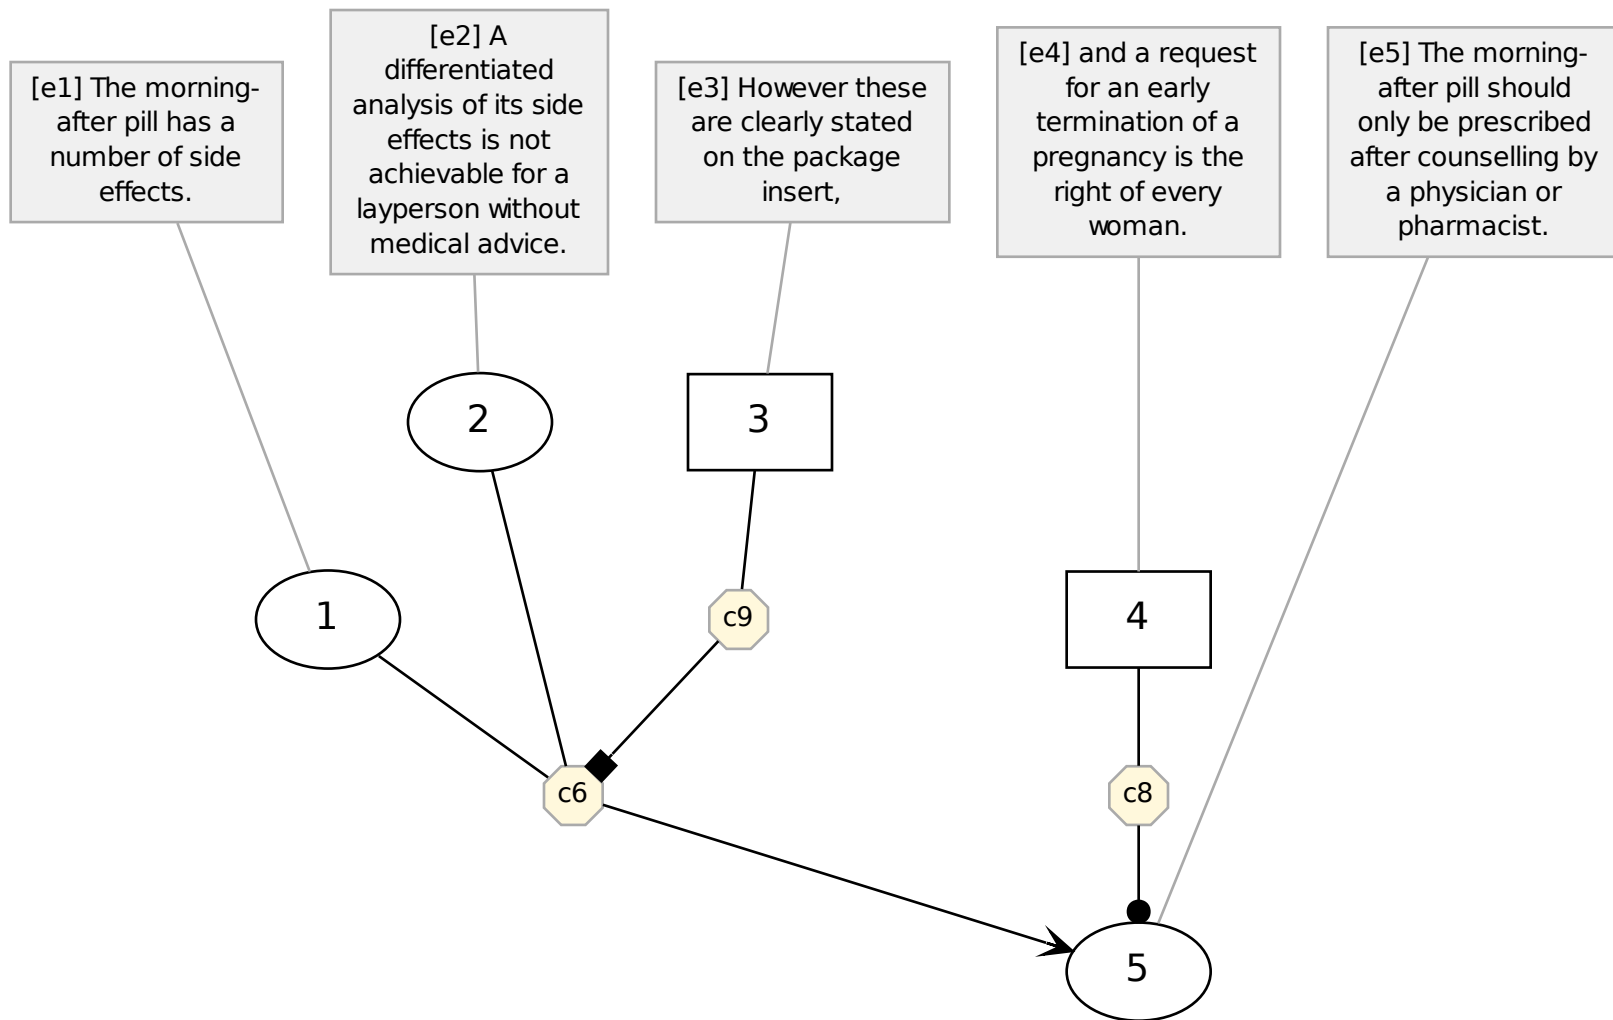 [e1] The morning-
after pill has a
number of side
effects.
[e2] A
differentiated
analysis of its side
effects is not
achievable for a
layperson without
medical advice.
[e3] However these
are clearly stated
on the package
insert,
[e4] and a request
for an early
termination of a
pregnancy is the
right of every
woman.
[e5] The morning-
after pill should
only be prescribed
after counselling by
a physician or
pharmacist.
2
3
1
c9
4
c6
c8
5